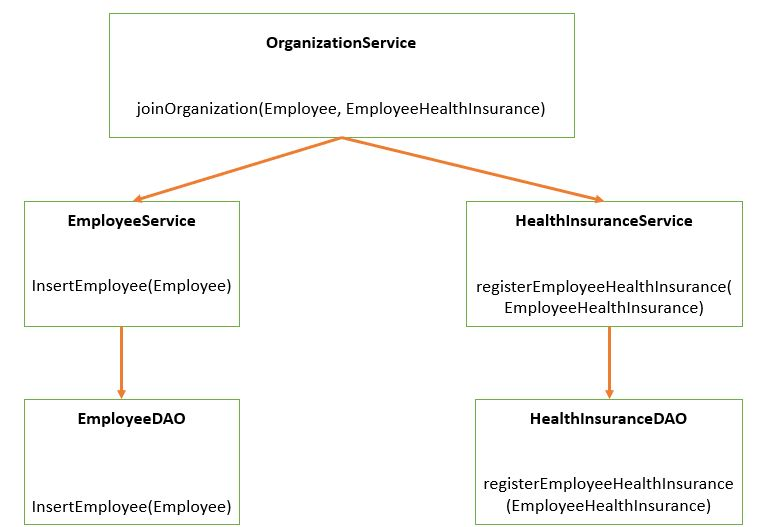 OrganizationService
joinOrganization(Employee, EmployeeHealthInsurance)
EmployeeService
InsertEmployee(Employee)
HealthInsuranceService
registerEmployeeHealthInsurance(
EmployeeHealthInsurance)
EmployeeDAO
InsertEmployee(Employee)
HealthInsuranceDAO
registerEmployeeHealthInsurance
(EmployeeHealthInsurance)